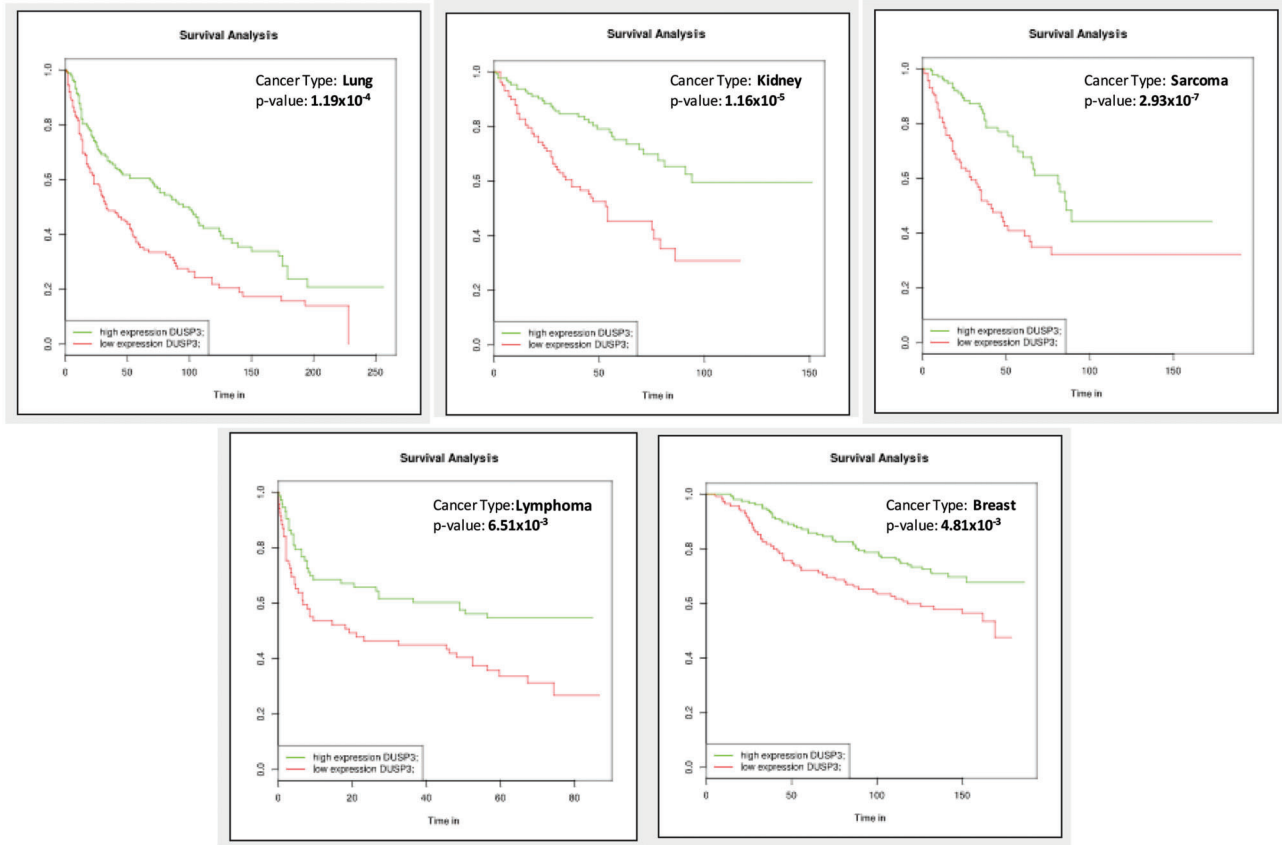 Survival Analysis
Cancer Type: Lung
p-value: 1.19x10-4
1.0
0.8
0.6
0.4
0.2
0.0
high expression DUSP3;
low expression DUSP3;
0 50 100 150 200 250
Time in
Survival Analysis
Cancer Type: Kidney
p-value: 1.16x10-5
1.0
0.8
0.6
0.4
0.2
0.0
high expression DUSP3;
low expression DUSP3;
0 50 100 150
Time in
Survival Analysis
Cancer Type: Sarcoma
p-value: 2.93x10-7
1.0
0.8
0.6
0.4
0.2
0.0
high expression DUSP3;
low expression DUSP3;
0 50 100 150
Time in
Survival Analysis
Cancer Type:Lymphoma
p-value: 6.51x10-3
1.0
0.8
0.6
0.4
0.2
0.0
high expression DUSP3;
low expression DUSP3;
0 20 40 60 80
Time in
Survival Analysis
Cancer Type: Breast
p-value: 4.81x10-3
1.0
0.8
0.6
0.4
0.2
0.0
high expression DUSP3;
low expression DUSP3;
0 50 100 150
Time in